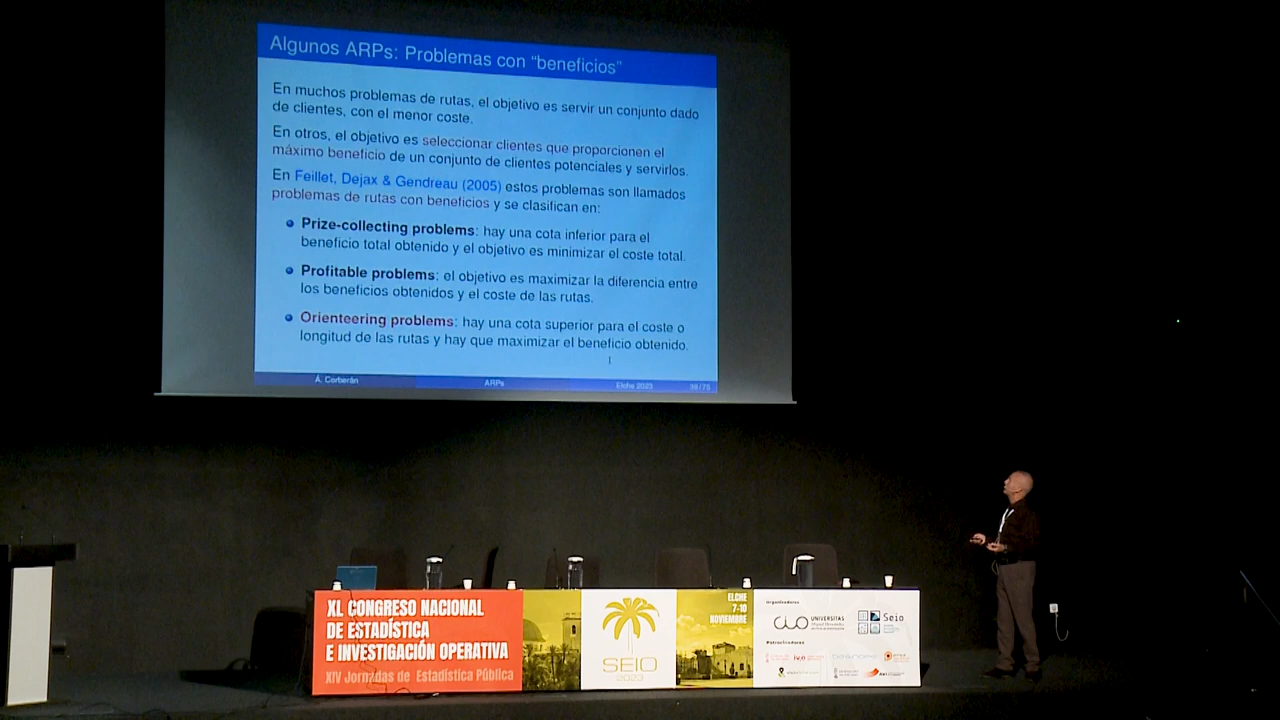 Algunos ARPs: Problemas con “beneficios”
En muchos problemas de rutas, el objetivo es servir un conjunto dado
de clientes, con el menor coste.
En otros, el objetivo es seleccionar clientes que proporcionen el
máximo beneficio de un conjunto de clientes potenciales y servirlos.
En Feillet, Dejax & Gendreau (2005) estos problemas son llamados
problemas de rutas con beneficios y se clasifican en:
Prize-collecting problems: hay una cota inferior para el
beneficio total obtenido y el objetivo es minimizar el coste total.
Profitable problems: el objetivo es maximizar la diferencia entre
los beneficios obtenidos y el coste de las rutas.
Orienteering problems: hay una cota superior para el coste o
longitud de las rutas y hay que maximizar el beneficio obtenido.
Á. Corberán
ARPs
Elche 2023
XL CONGRESO NACIONAL
DE ESTADÍSTICA
E INVESTIGACIÓN OPERATIVA
XIV Jornadas de Estadística Pública
SEIO
2023
ELCHE
7-10
NOVIEMBRE
Organizadores
UNIVERSITAS
Miguel Hernández
Seio
Patrocinadores